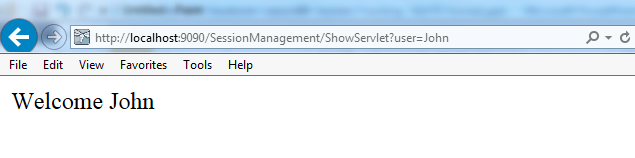 http://localhost:9090/SessionManagement/ShowServlet?user=John
File Edit View Favorites Tools Help
Welcome John